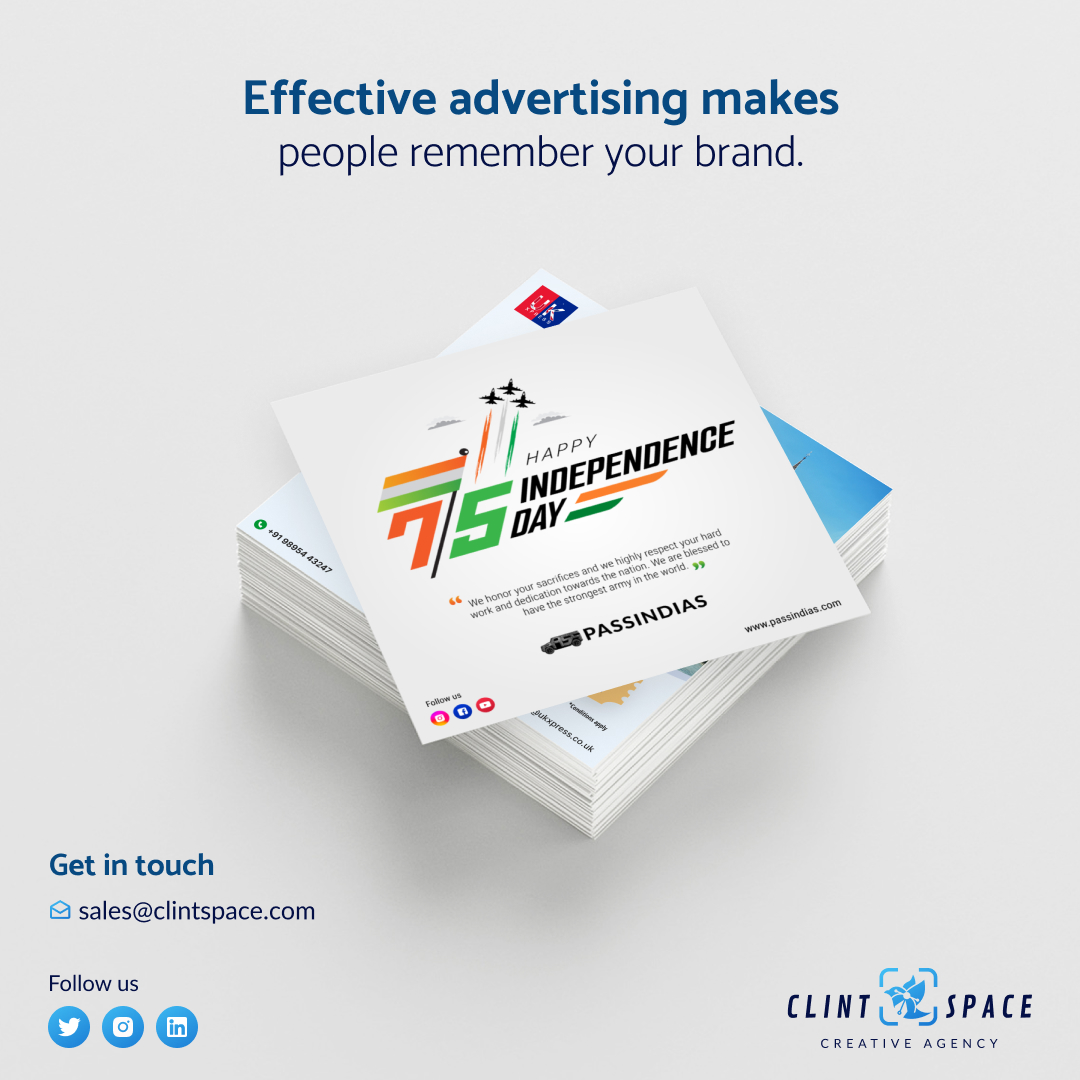 Effective advertising makes
people remember your brand.
HAPPY
75 INDEPENDENCE
DAY
“ We honor your sacrifices and we highly respect your hard
work and dedication towards the nation. We are blessed to
have the strongest army in the world. ”
PASSINDIAS
www.passindias.com
Follow us
+91 98954 43247
*Conditions apply
ukxpress.co.uk
Get in touch
sales@clintspace.com
Follow us
CLINT SPACE
CREATIVE AGENCY